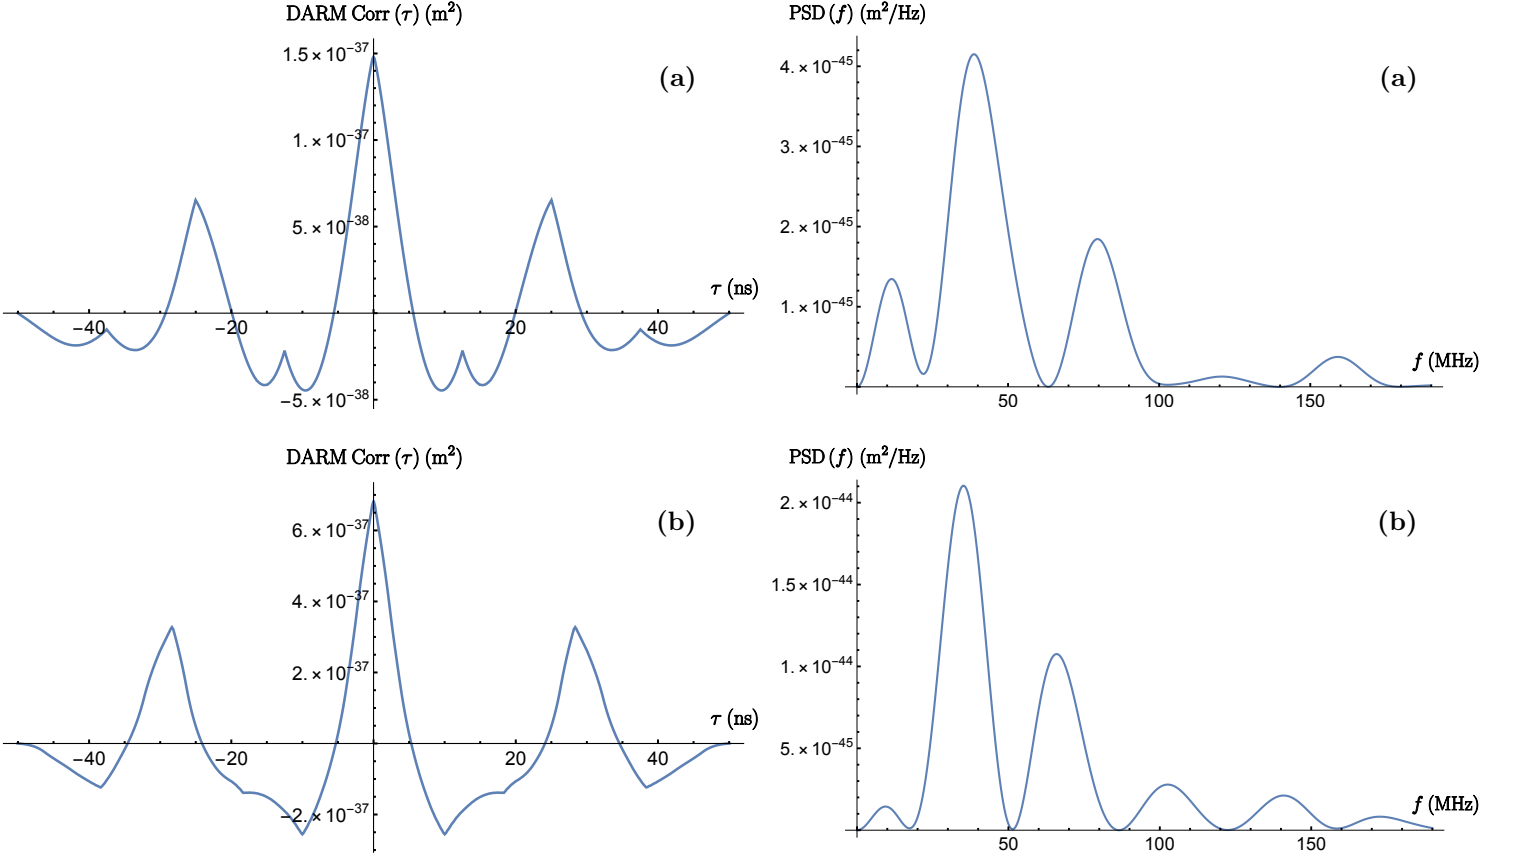 DARM Corr (τ) (m²)
1.5×10⁻³⁷
1.×10⁻³⁷
5.×10⁻³⁸
−5.×10⁻³⁸
−40 −20 20 40
τ (ns)
(a)
PSD (f) (m²/Hz)
4.×10⁻⁴⁵
3.×10⁻⁴⁵
2.×10⁻⁴⁵
1.×10⁻⁴⁵
50 100 150
f (MHz)
(a)
DARM Corr (τ) (m²)
6.×10⁻³⁷
4.×10⁻³⁷
2.×10⁻³⁷
−2.×10⁻³⁷
−40 −20 20 40
τ (ns)
(b)
PSD (f) (m²/Hz)
2.×10⁻⁴⁴
1.5×10⁻⁴⁴
1.×10⁻⁴⁴
5.×10⁻⁴⁵
50 100 150
f (MHz)
(b)